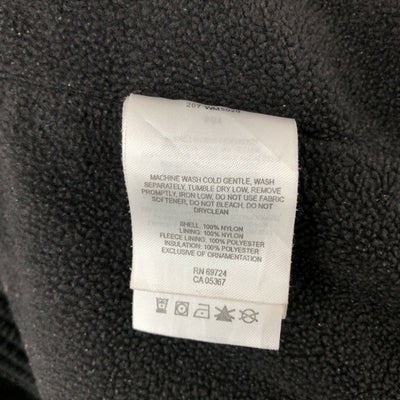 MACHINE WASH COLD GENTLE, WASH
SEPARATELY, TUMBLE DRY LOW, REMOVE
PROMPTLY, IRON LOW, DO NOT USE FABRIC
SOFTENER, DO NOT BLEACH, DO NOT
DRYCLEAN
SHELL: 100% NYLON
LINING: 100% NYLON
FLEECE LINING: 100% POLYESTER
INSULATION: 100% POLYESTER
EXCLUSIVE OF ORNAMENTATION
RN 69724
CA 05367